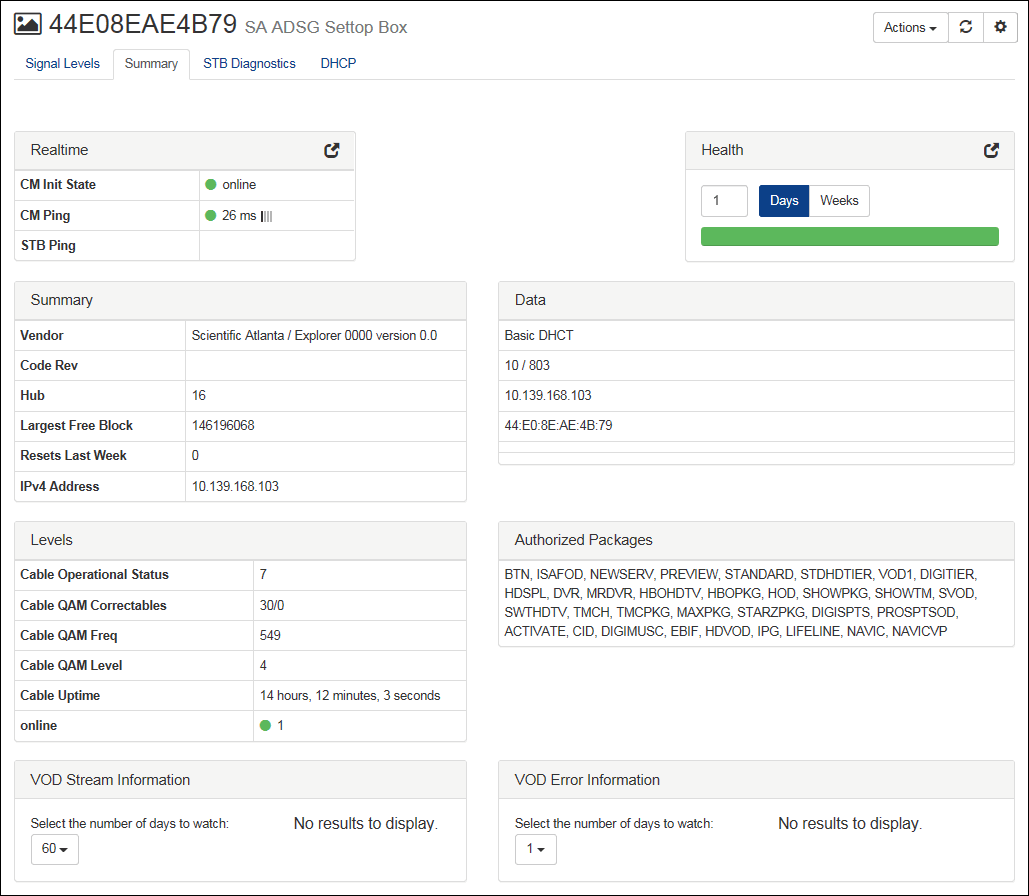 44E08EAE4B79 SA ADSG Settop Box
Actions
Signal Levels Summary STB Diagnostics DHCP
Realtime
CM Init State online
CM Ping 26 ms
STB Ping
Health
1 Days Weeks
Summary
Vendor Scientific Atlanta / Explorer 0000 version 0.0
Code Rev
Hub 16
Largest Free Block 146196068
Resets Last Week 0
IPv4 Address 10.139.168.103
Data
Basic DHCT
10 / 803
10.139.168.103
44:E0:8E:AE:4B:79
Levels
Cable Operational Status 7
Cable QAM Correctables 30/0
Cable QAM Freq 549
Cable QAM Level 4
Cable Uptime 14 hours, 12 minutes, 3 seconds
online 1
Authorized Packages
BTN, ISAFOD, NEWSERV, PREVIEW, STANDARD, STDHDTIER, VOD1, DIGITIER,
HDSPL, DVR, MRDVR, HBOHDTV, HBOPKG, HOD, SHOWPKG, SHOWTM, SVOD,
SWTHDTV, TMCH, TMCPKG, MAXPKG, STARZPKG, DIGISPTS, PROSPTSOD,
ACTIVATE, CID, DIGIMUSC, EBIF, HDVOD, IPG, LIFELINE, NAVIC, NAVICVP
VOD Stream Information
Select the number of days to watch: No results to display.
60
VOD Error Information
Select the number of days to watch: No results to display.
1